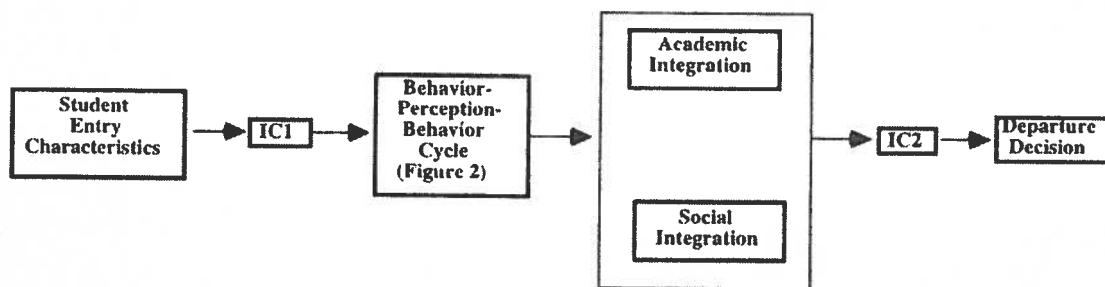 Student
Entry
Characteristics
IC1
Behavior-
Perception-
Behavior
Cycle
(Figure 2)
Academic
Integration
Social
Integration
IC2
Departure
Decision